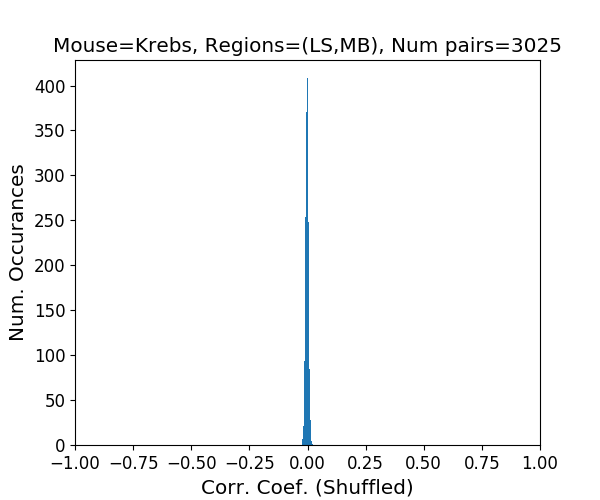 Mouse=Krebs, Regions=(LS,MB), Num pairs=3025
400
350
300
250
200
150
100
50
0
Num. Occurances
−1.00 −0.75 −0.50 −0.25 0.00 0.25 0.50 0.75 1.00
Corr. Coef. (Shuffled)